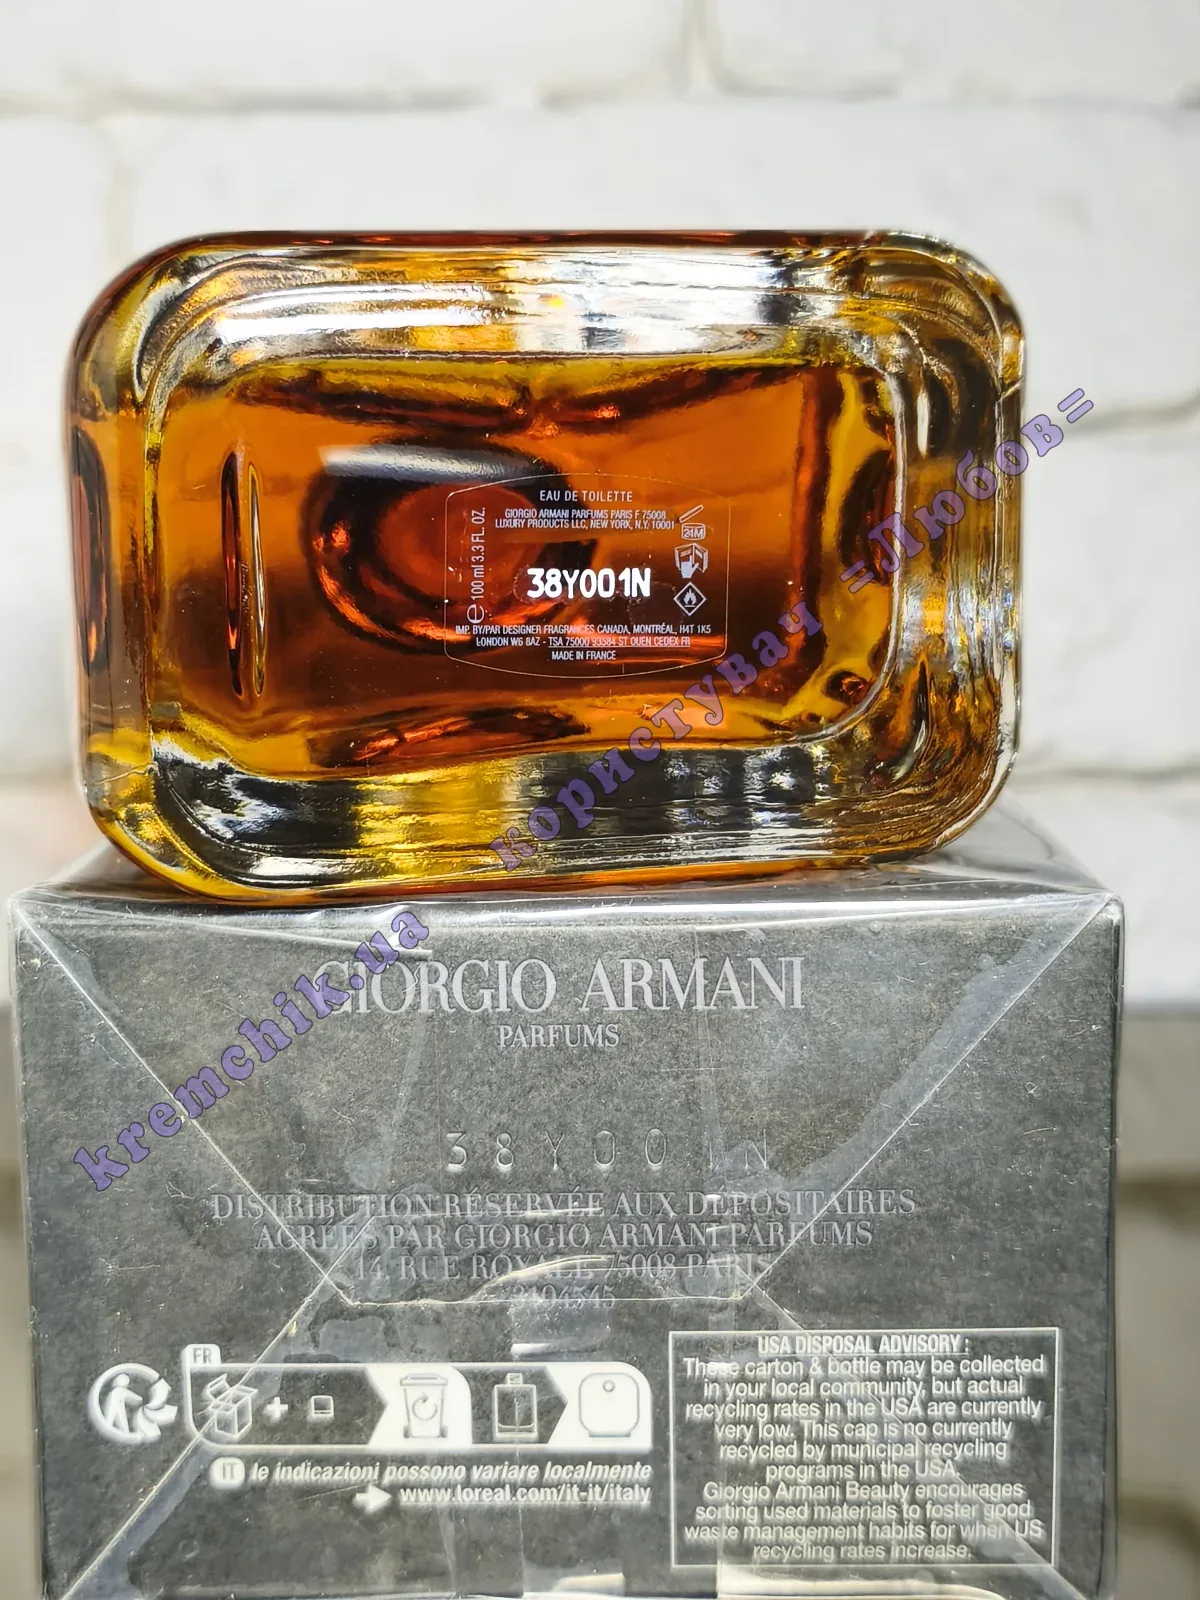 EAU DE TOILETTE
GIORGIO ARMANI PARFUMS PARIS F 75008
LUXURY PRODUCTS LLC, NEW YORK, N.Y. 10001
24M
℮ 100 ml 3.3 FL. OZ.
38Y001N
IMP. BY/PAR DESIGNER FRAGRANCES CANADA, MONTRÉAL, H4T 1K5
LONDON W6 8AZ - TSA 75000 93584 ST OUEN CEDEX FR
MADE IN FRANCE
користувач =Любов=
kremchik.ua
GIORGIO ARMANI
PARFUMS
38Y001N
DISTRIBUTION RÉSERVÉE AUX DÉPOSITAIRES
AGRÉÉS PAR GIORGIO ARMANI PARFUMS
14, RUE ROYALE 75008 PARIS
FR
IT le indicazioni possono variare localmente
www.loreal.com/it-it/italy
USA DISPOSAL ADVISORY :
These carton & bottle may be collected
in your local community, but actual
recycling rates in the USA are currently
very low. This cap is no currently
recycled by municipal recycling
programs in the USA.
Giorgio Armani Beauty encourages
sorting used materials to foster good
waste management habits for when US
recycling rates increase.